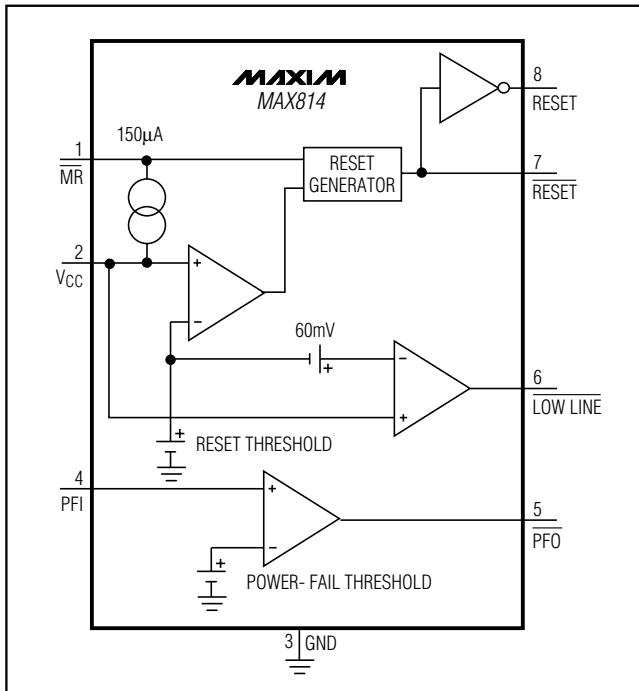 MAXIM
MAX814
8
RESET
150µA
1
MR
RESET
GENERATOR
7
RESET
2
VCC
+
−
60mV
+
−
+
6
LOW LINE
+
RESET THRESHOLD
4
PFI
+
−
5
PFO
+
POWER- FAIL THRESHOLD
3 GND